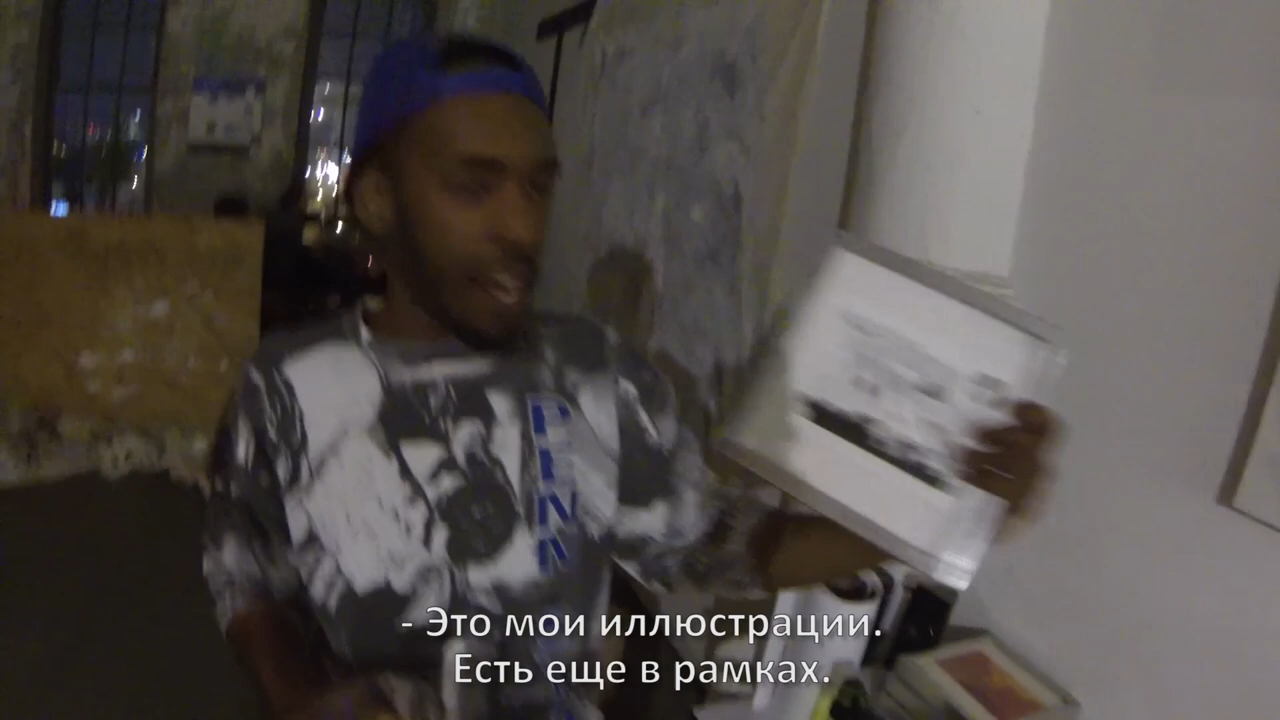 - Это мои иллюстрации.
Есть еще в рамках.